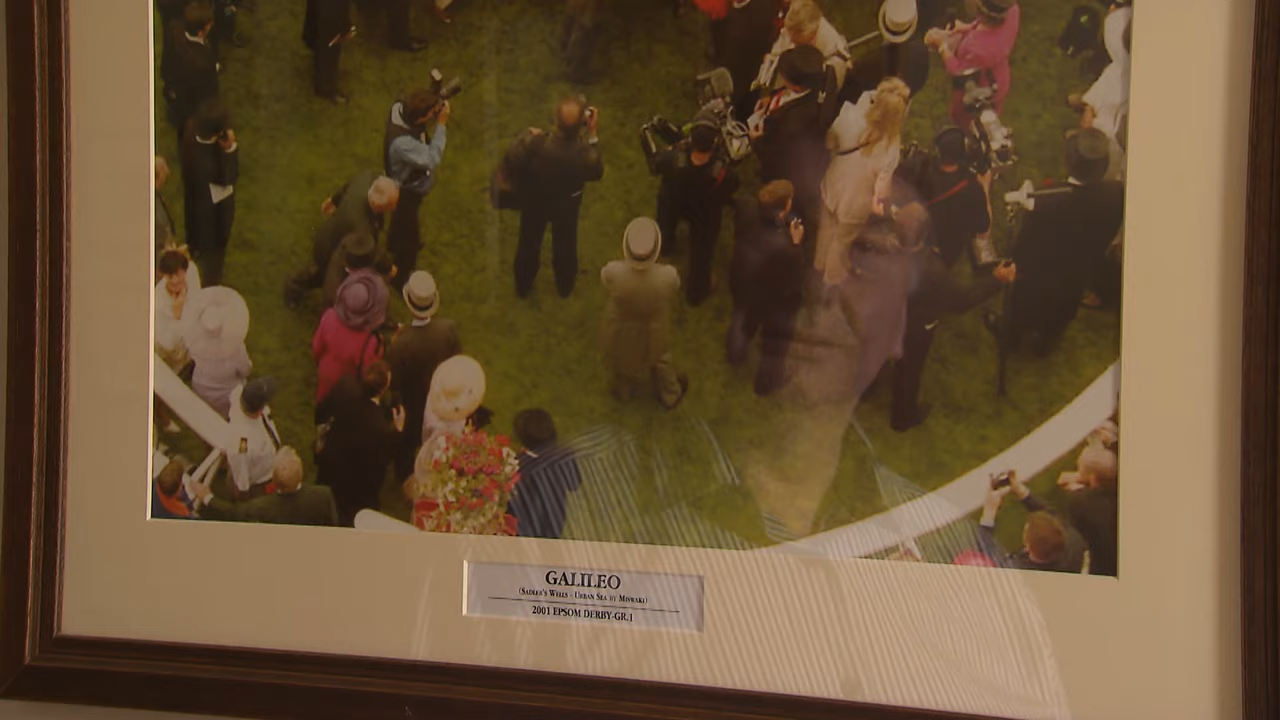 GALILEO
(SADLER'S WELLS - URBAN SEA BY MISWAKI)
2001 EPSOM DERBY-GR.1